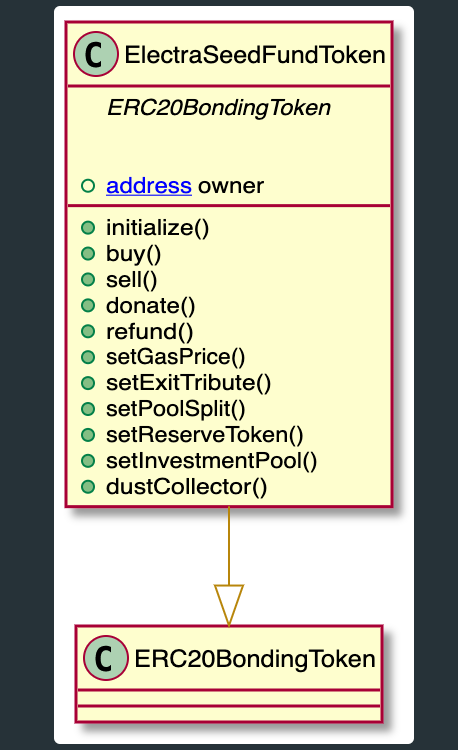 C ElectraSeedFundToken
ERC20BondingToken
address owner
initialize()
buy()
sell()
donate()
refund()
setGasPrice()
setExitTribute()
setPoolSplit()
setReserveToken()
setInvestmentPool()
dustCollector()
C ERC20BondingToken